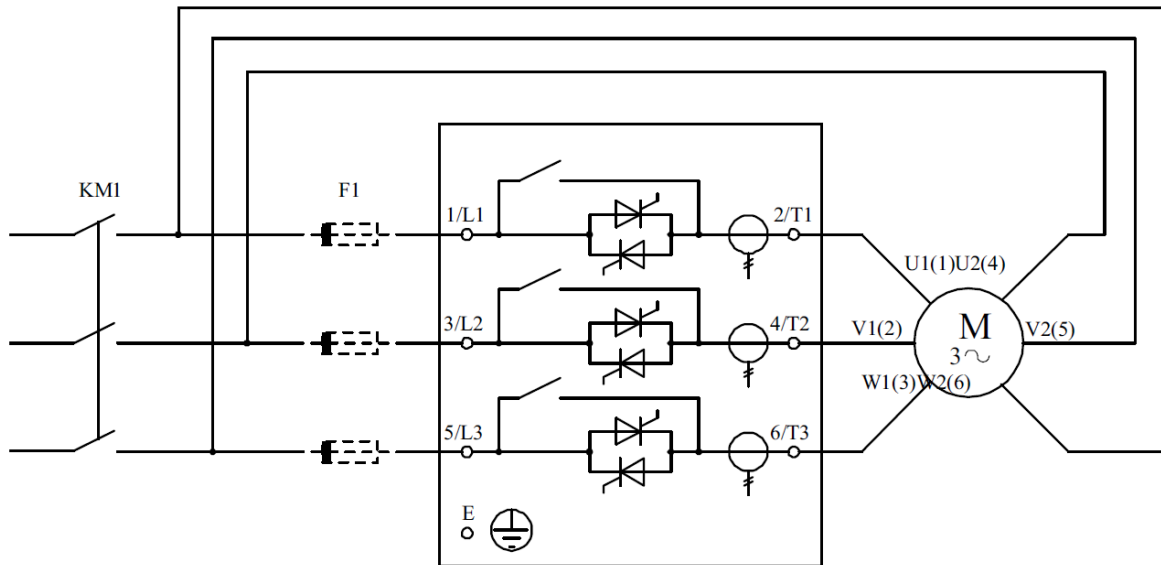 KM1
F1
1/L1
2/T1
U1(1)U2(4)
3/L2
4/T2
V1(2)
M
3~
V2(5)
W1(3)W2(6)
5/L3
6/T3
E